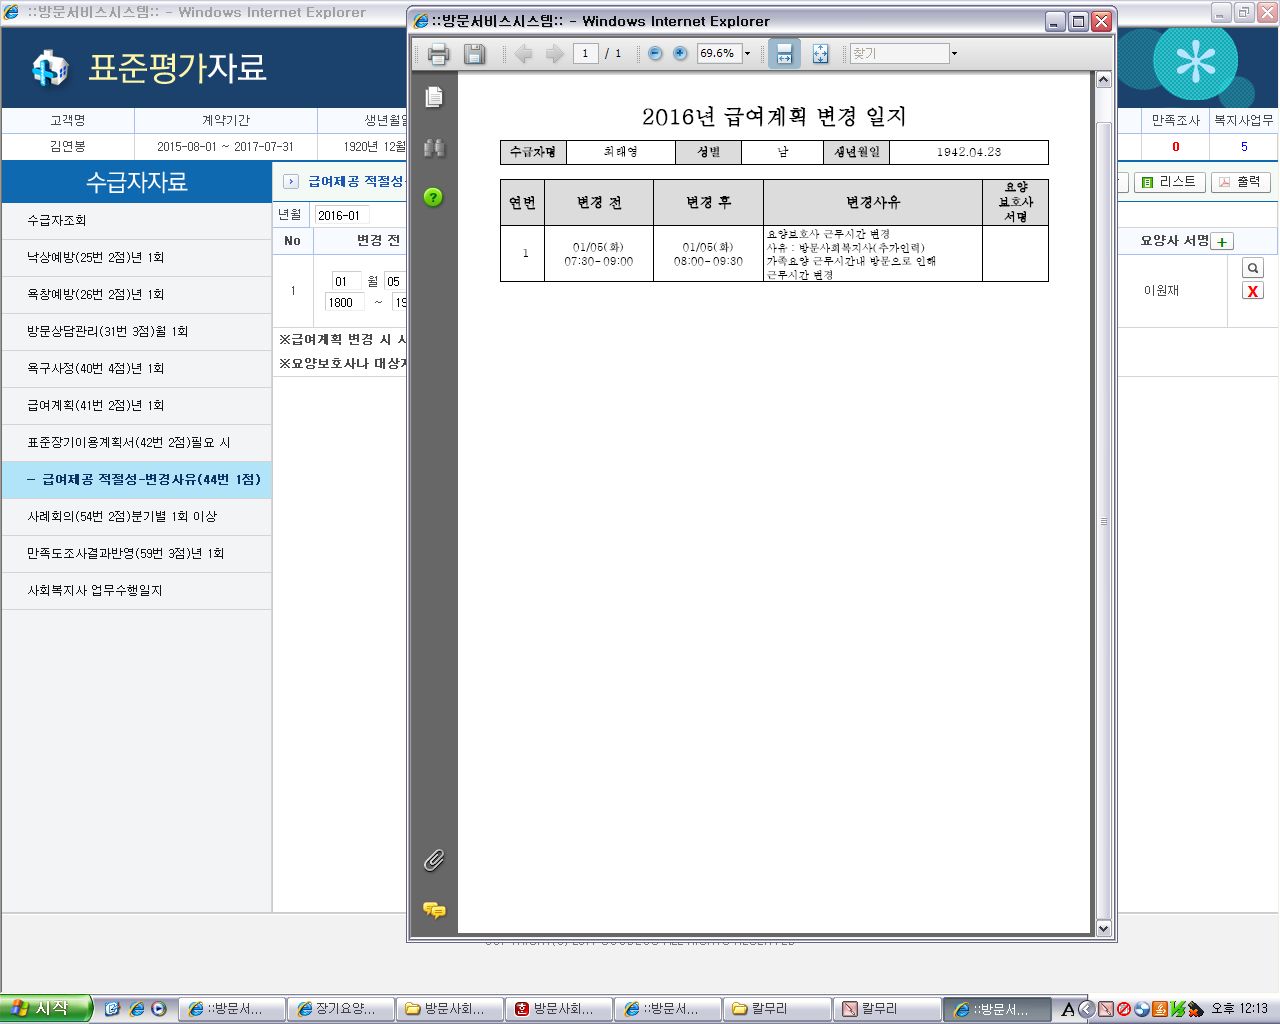 ::방문서비스시스템:: - Windows Internet Explorer
::방문서비스시스템:: - Windows Internet Explorer
1 / 1
69.6%
찾기
표준평가자료
고객명
계약기간
생년월일
만족조사
복지사업무
김연봉
2015-08-01 ~ 2017-07-31
1920년 12월
0
5
수급자자료
급여제공 적절성
리스트
출력
수급자조회
낙상예방(25번 2점)년 1회
욕창예방(26번 2점)년 1회
방문상담관리(31번 3점)월 1회
욕구사정(40번 4점)년 1회
급여계획(41번 2점)년 1회
표준장기이용계획서(42번 2점)필요 시
- 급여제공 적절성-변경사유(44번 1점)
사례회의(54번 2점)분기별 1회 이상
만족도조사결과반영(59번 3점)년 1회
사회복지사 업무수행일지
년월
2016-01
No
변경 전
요양사 서명
1
01 월 05
1800 ~ 19
이원재
X
※급여계획 변경 시 사
※요양보호사나 대상자
2016년 급여계획 변경 일지
수급자명
최태영
성별
남
생년월일
1942.04.23
연번
변경 전
변경 후
변경사유
요양
보호사
서명
1
01/05(화)
07:30-09:00
01/05(화)
08:00-09:30
요양보호사 근무시간 변경
사유 : 방문사회복지사(추가인력)
가족요양 근무시간내 방문으로 인해
근무시간 변경
시작
::방문서...
장기요양...
방문사회...
방문사회...
::방문서...
칼무리
칼무리
::방문서...
A
오후 12:13